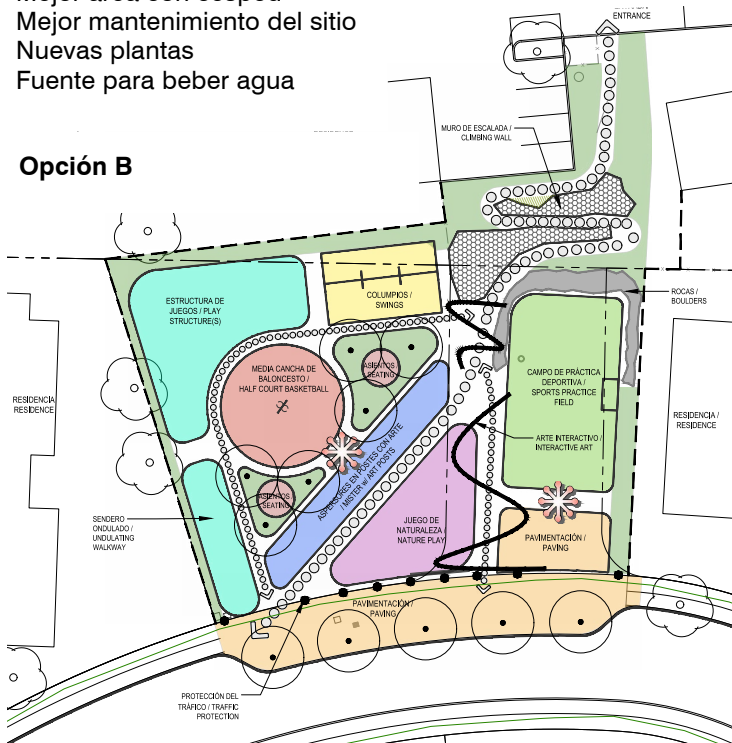 Mejor mantenimiento del sitio
Nuevas plantas
Fuente para beber agua
ENTRANCE
MURO DE ESCALADA /
CLIMBING WALL
Opción B
ESTRUCTURA DE
JUEGOS / PLAY
STRUCTURE(S)
COLUMPIOS /
SWINGS
ROCAS /
BOULDERS
MEDIA CANCHA DE
BALONCESTO /
HALF COURT BASKETBALL
ASIENTOS /
SEATING
CAMPO DE PRÁCTICA
DEPORTIVA /
SPORTS PRACTICE
FIELD
RESIDENCIA
RESIDENCE
RESIDENCIA /
RESIDENCE
ARTE INTERACTIVO /
INTERACTIVE ART
ASPERSORES EN POSTES CON ARTE
/ MISTER w/ ART POSTS
ASIENTOS /
SEATING
SENDERO
ONDULADO /
UNDULATING
WALKWAY
JUEGO DE
NATURALEZA /
NATURE PLAY
PAVIMENTACIÓN /
PAVING
PAVIMENTACIÓN /
PAVING
PROTECCIÓN DEL
TRÁFICO / TRAFFIC
PROTECTION